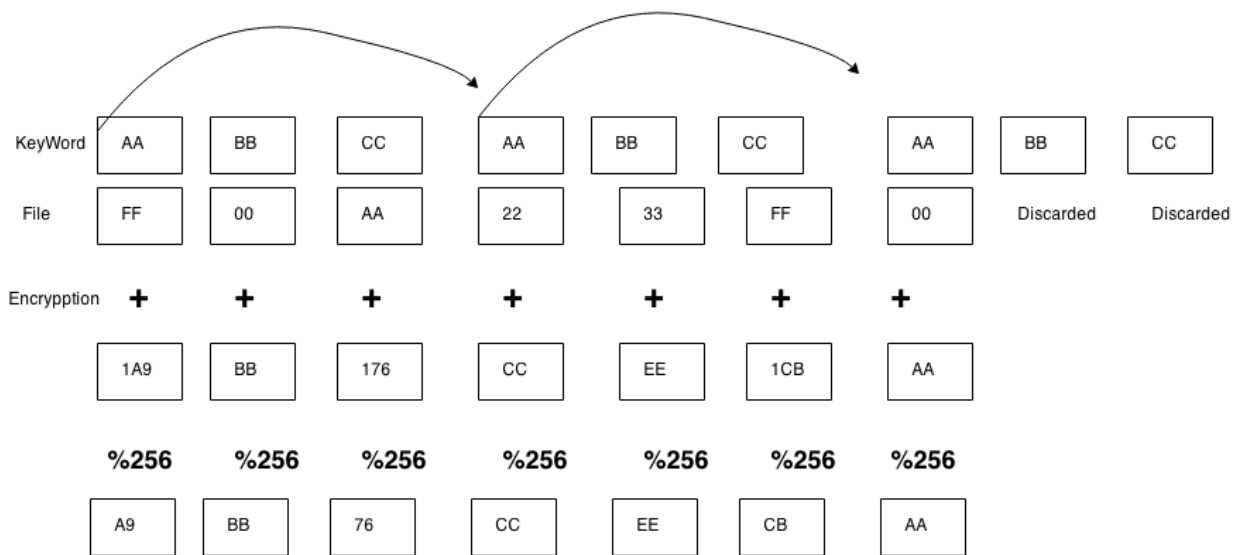 KeyWord AA BB CC AA BB CC AA BB CC
File FF 00 AA 22 33 FF 00 Discarded Discarded
Encrypption + + + + + + +
1A9 BB 176 CC EE 1CB AA
%256 %256 %256 %256 %256 %256 %256
A9 BB 76 CC EE CB AA